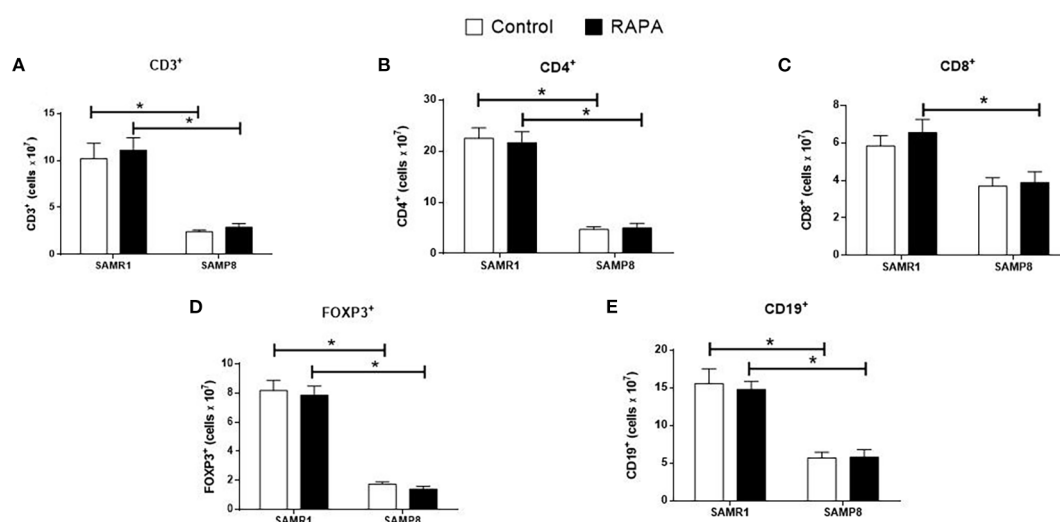 Control RAPA
A
CD3⁺
CD3⁺ (cells x 10⁷)
15
10
5
0
*
*
SAMR1 SAMP8
B
CD4⁺
CD4⁺ (cells x 10⁷)
30
20
10
0
*
*
SAMR1 SAMP8
C
CD8⁺
CD8⁺ (cells x 10⁷)
8
6
4
2
0
*
SAMR1 SAMP8
D
FOXP3⁺
FOXP3⁺ (cells x 10⁷)
10
8
6
4
2
0
*
*
SAMR1 SAMP8
E
CD19⁺
CD19⁺ (cells x 10⁷)
20
15
10
5
0
*
*
SAMR1 SAMP8